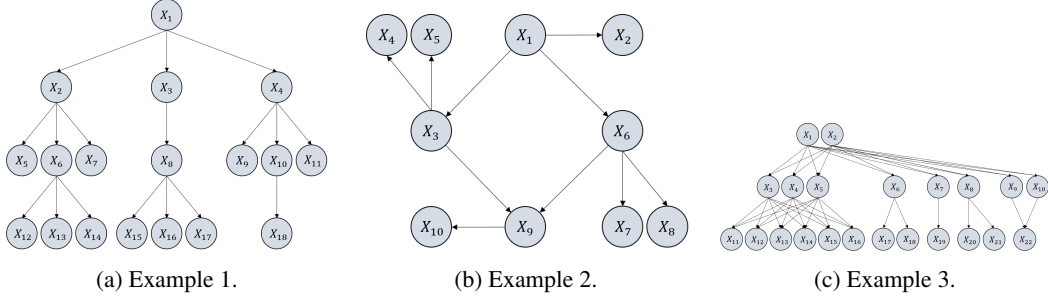 X1
X2 X3 X4
X5 X6 X7 X8 X9 X10 X11
X12 X13 X14 X15 X16 X17 X18
(a) Example 1.
X4 X5 X1 X2
X3 X6
X10 X9 X7 X8
(b) Example 2.
X1 X2
X3 X4 X5 X6 X7 X8 X9 X10
X11 X12 X13 X14 X15 X16 X17 X18 X19 X20 X21 X22
(c) Example 3.